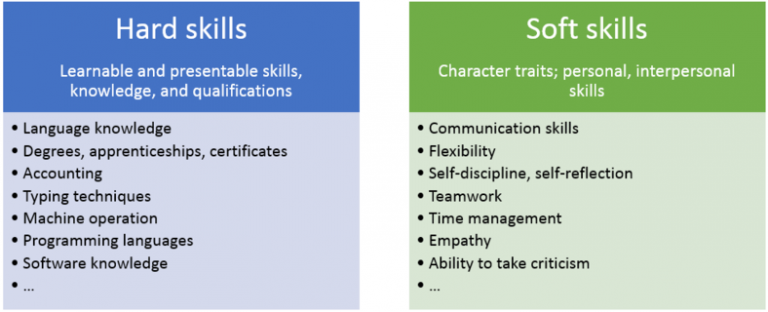 Hard skills
Learnable and presentable skills,
knowledge, and qualifications
• Language knowledge
• Degrees, apprenticeships, certificates
• Accounting
• Typing techniques
• Machine operation
• Programming languages
• Software knowledge
• ...
Soft skills
Character traits; personal, interpersonal
skills
• Communication skills
• Flexibility
• Self-discipline, self-reflection
• Teamwork
• Time management
• Empathy
• Ability to take criticism
• ...